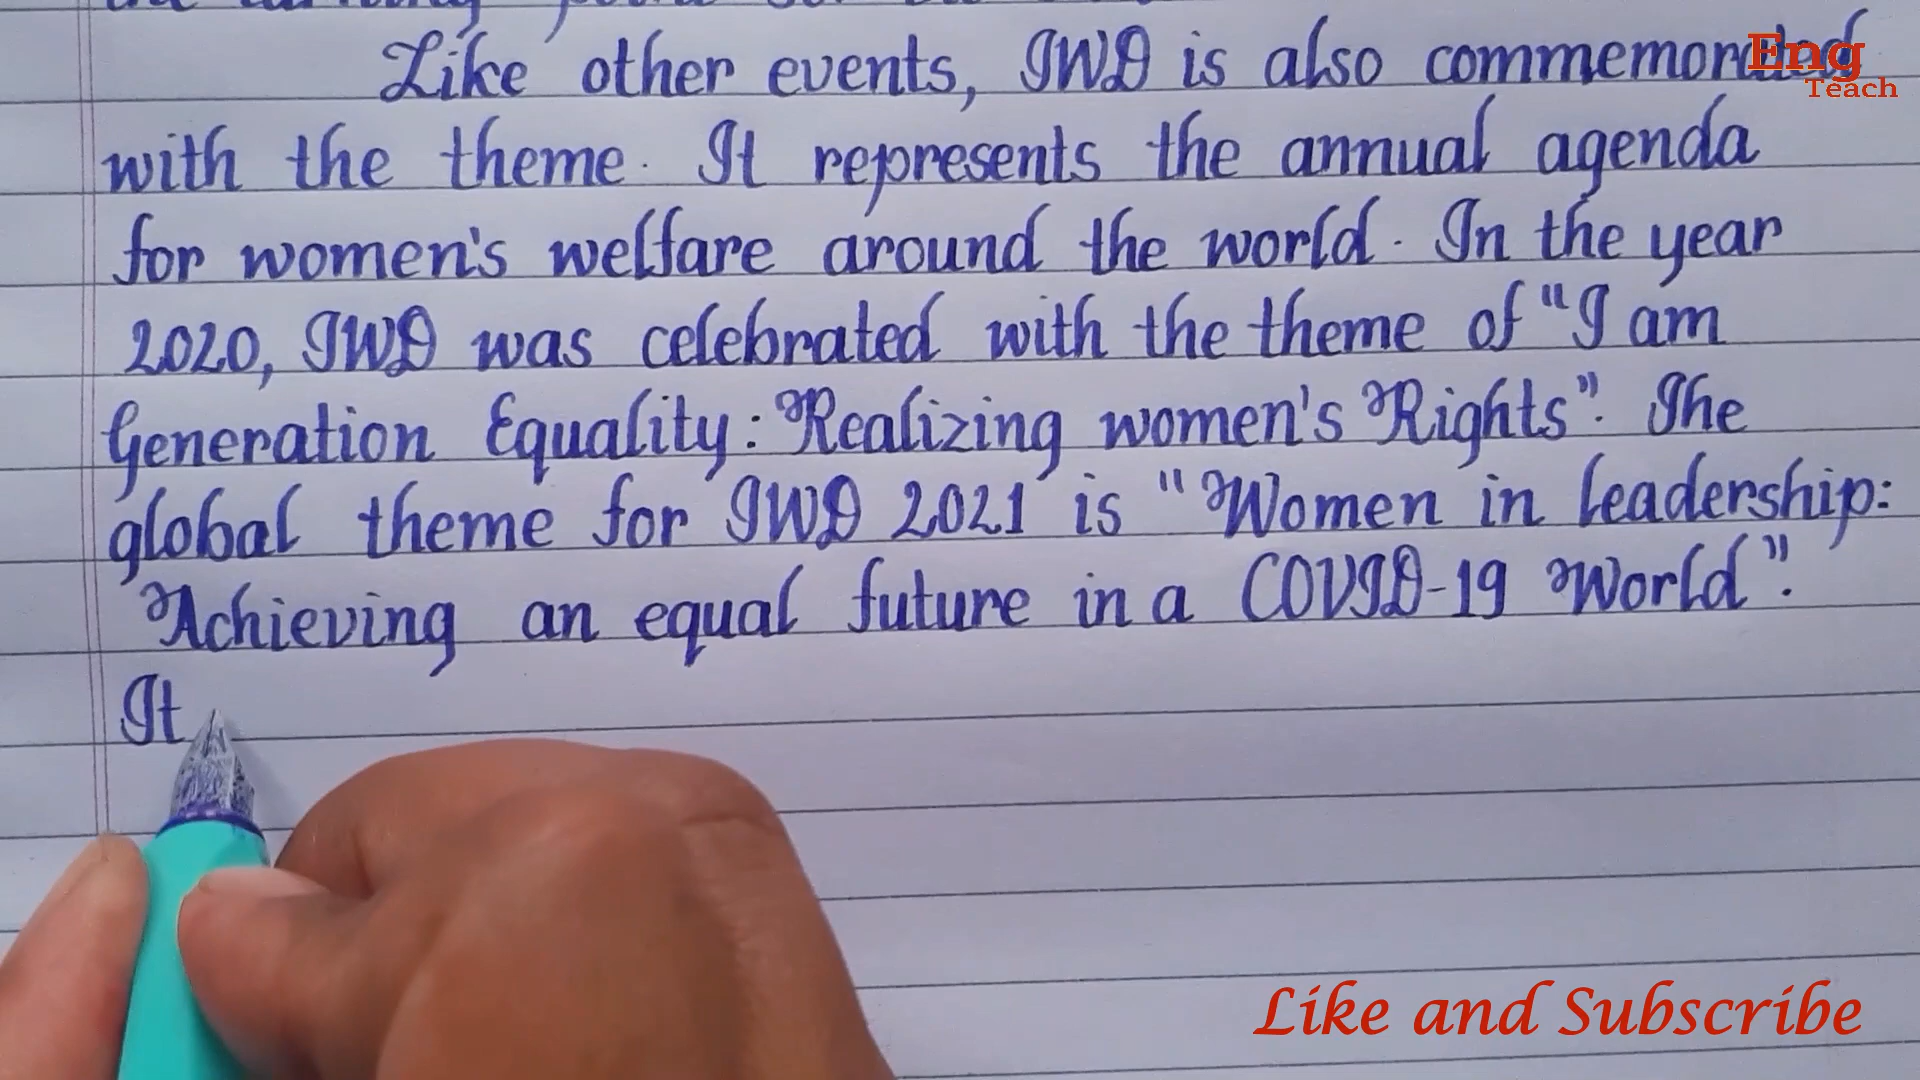 Like other events, IWD is also commemorated
Eng
Teach
with the theme. It represents the annual agenda
for women's welfare around the world. In the year
2020, IWD was celebrated with the theme of "I am
Generation Equality: Realizing women's Rights". The
global theme for IWD 2021 is "Women in leadership:
Achieving an equal future in a COVID-19 World".
It
Like and Subscribe